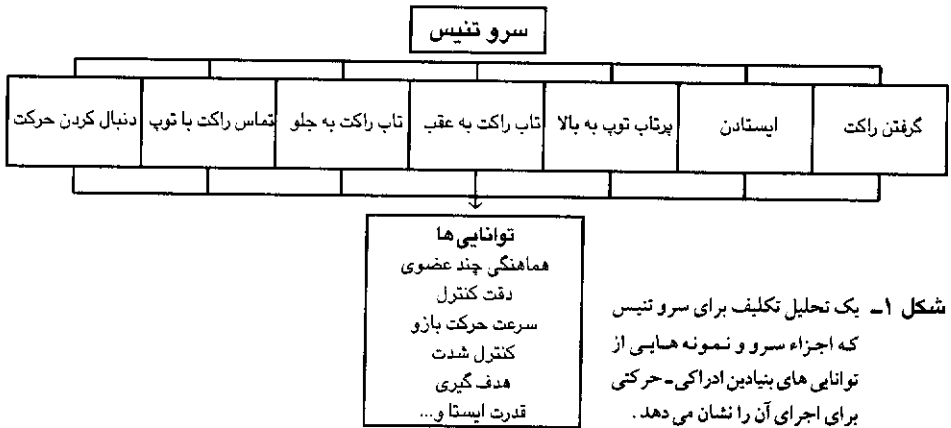 سرو تنیس
گرفتن راکت
ایستادن
پرتاب توپ به بالا
تاب راکت به عقب
تاب راکت به جلو
تماس راکت با توپ
دنبال کردن حرکت
توانایی‌ها
هماهنگی چند عضوی
دقت کنترل
سرعت حرکت بازو
کنترل شدت
هدف گیری
قدرت ایستا و...
شکل ۱ــ یک تحلیل تکلیف برای سرو تنیس
که اجزاء سرو و نمونه هایی از
توانایی های بنیادین ادراکی-حرکتی
برای اجرای آن را نشان می دهد.